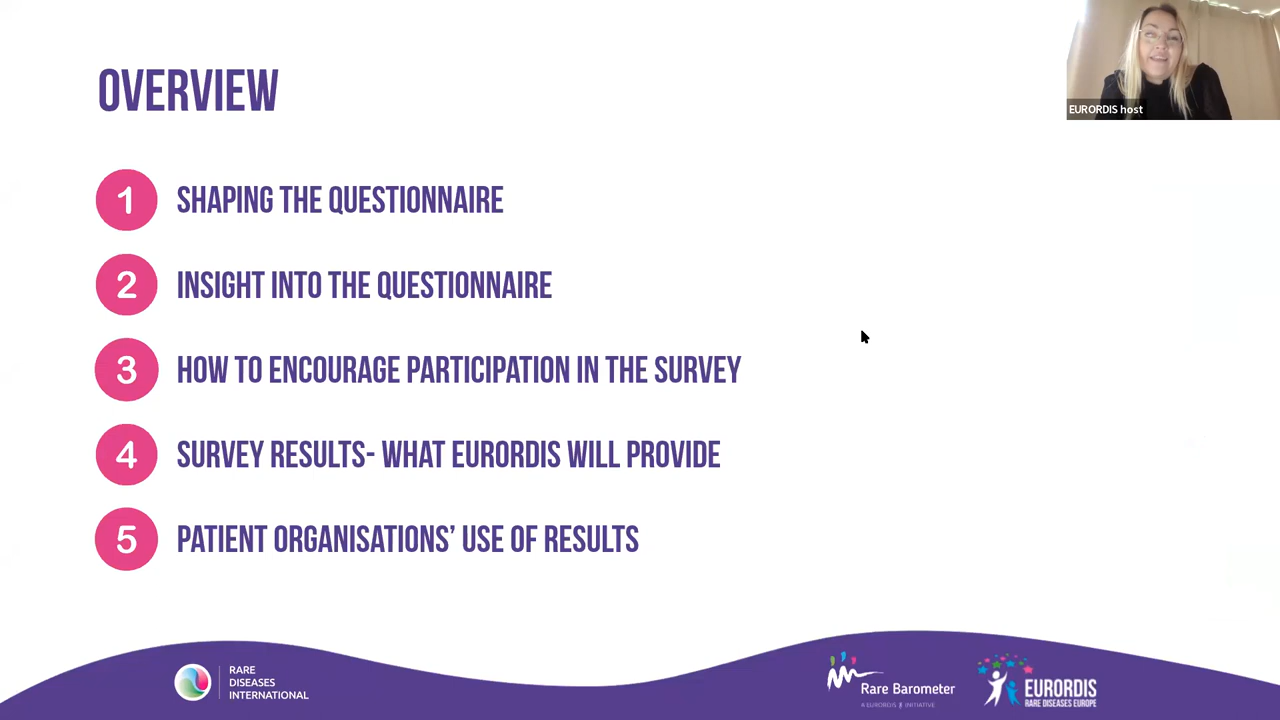 EURORDIS host
OVERVIEW
1 SHAPING THE QUESTIONNAIRE
2 INSIGHT INTO THE QUESTIONNAIRE
3 HOW TO ENCOURAGE PARTICIPATION IN THE SURVEY
4 SURVEY RESULTS- WHAT EURORDIS WILL PROVIDE
5 PATIENT ORGANISATIONS’ USE OF RESULTS
RARE
DISEASES
INTERNATIONAL
Rare Barometer
A EURORDIS INITIATIVE
EURORDIS
RARE DISEASES EUROPE